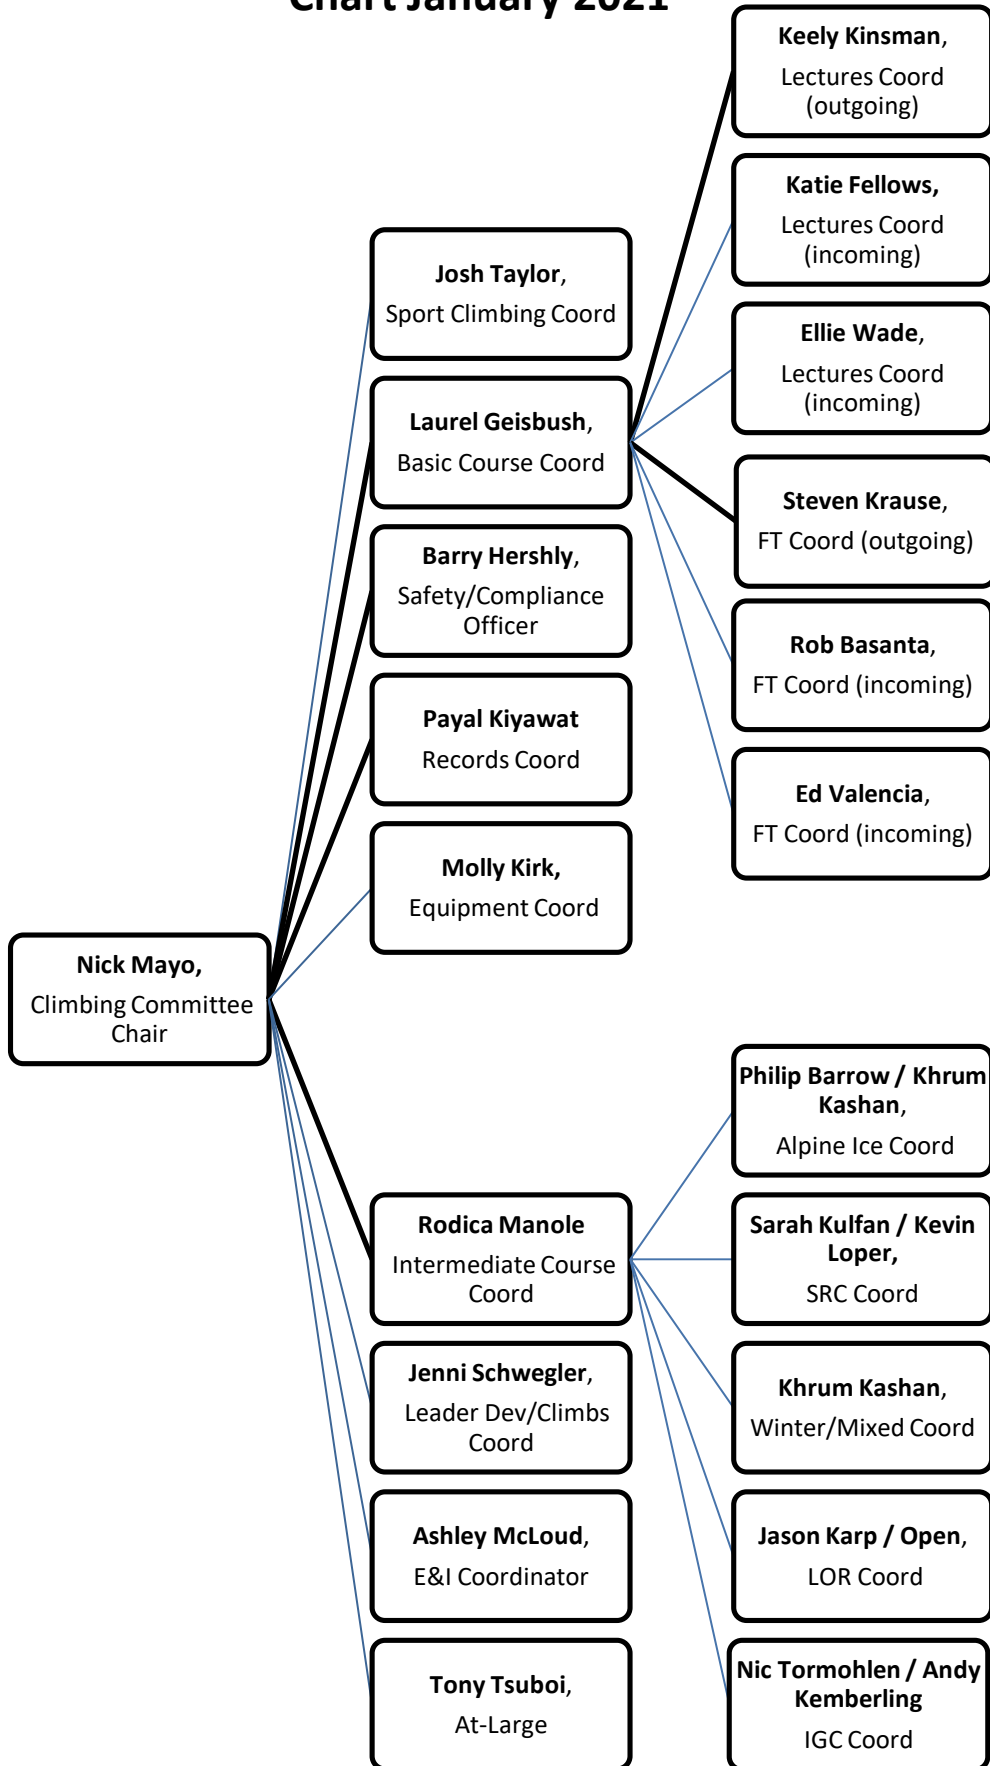 Chart January 2021
Keely Kinsman,
Lectures Coord
(outgoing)
Katie Fellows,
Lectures Coord
(incoming)
Ellie Wade,
Lectures Coord
(incoming)
Steven Krause,
FT Coord (outgoing)
Rob Basanta,
FT Coord (incoming)
Ed Valencia,
FT Coord (incoming)
Josh Taylor,
Sport Climbing Coord
Laurel Geisbush,
Basic Course Coord
Barry Hershly,
Safety/Compliance
Officer
Payal Kiyawat
Records Coord
Molly Kirk,
Equipment Coord
Nick Mayo,
Climbing Committee
Chair
Rodica Manole
Intermediate Course
Coord
Jenni Schwegler,
Leader Dev/Climbs
Coord
Ashley McLoud,
E&I Coordinator
Tony Tsuboi,
At-Large
Philip Barrow / Khrum
Kashan,
Alpine Ice Coord
Sarah Kulfan / Kevin
Loper,
SRC Coord
Khrum Kashan,
Winter/Mixed Coord
Jason Karp / Open,
LOR Coord
Nic Tormohlen / Andy
Kemberling
IGC Coord